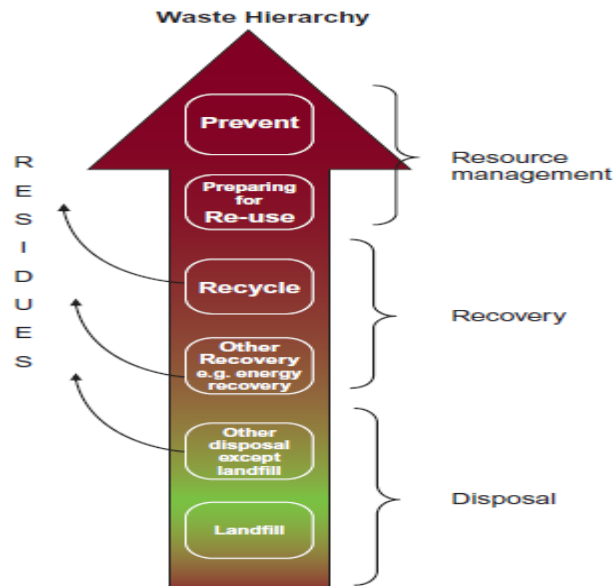 Waste Hierarchy
Prevent
Preparing
for
Re-use
Recycle
Other
Recovery
e.g. energy
recovery
Other
disposal
except
landfill
Landfill
R
E
S
I
D
U
E
S
Resource
management
Recovery
Disposal